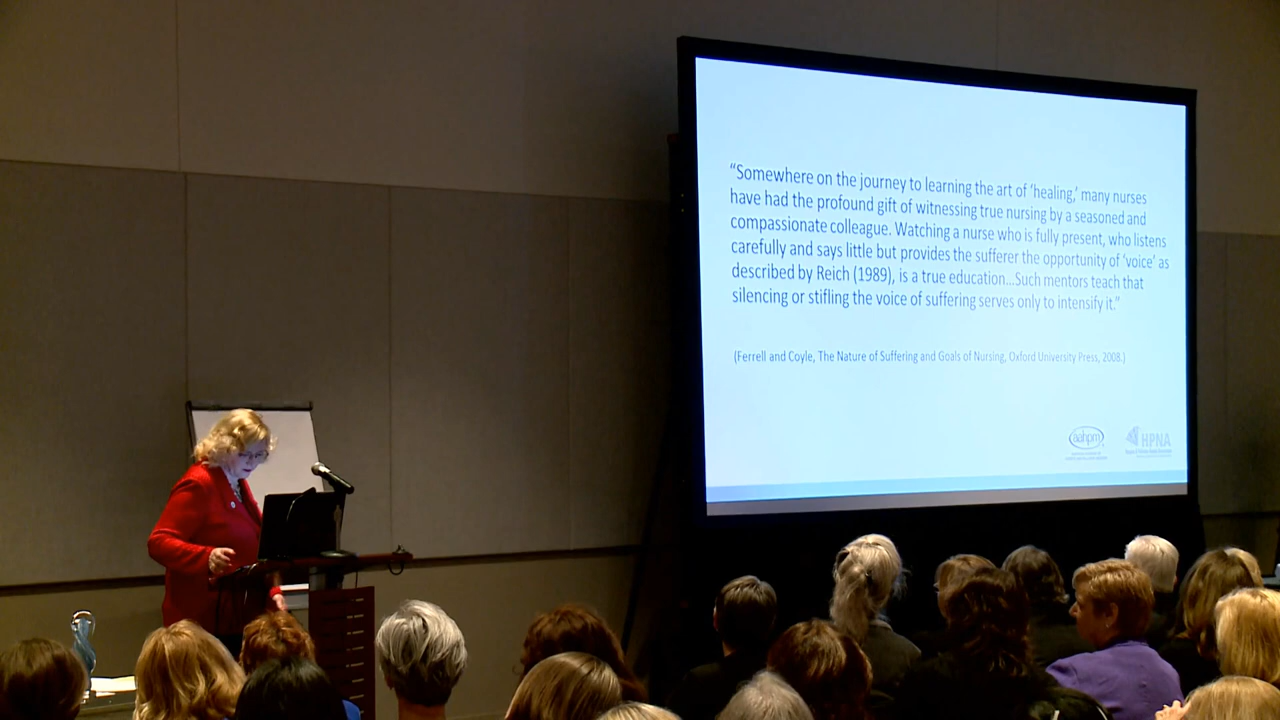 “Somewhere on the journey to learning the art of ‘healing,’ many nurses
have had the profound gift of witnessing true nursing by a seasoned and
compassionate colleague. Watching a nurse who is fully present, who listens
carefully and says little but provides the sufferer the opportunity of ‘voice’ as
described by Reich (1989), is a true education...Such mentors teach that
silencing or stifling the voice of suffering serves only to intensify it.”
(Ferrell and Coyle, The Nature of Suffering and Goals of Nursing, Oxford University Press, 2008.)
aahpm
HPNA